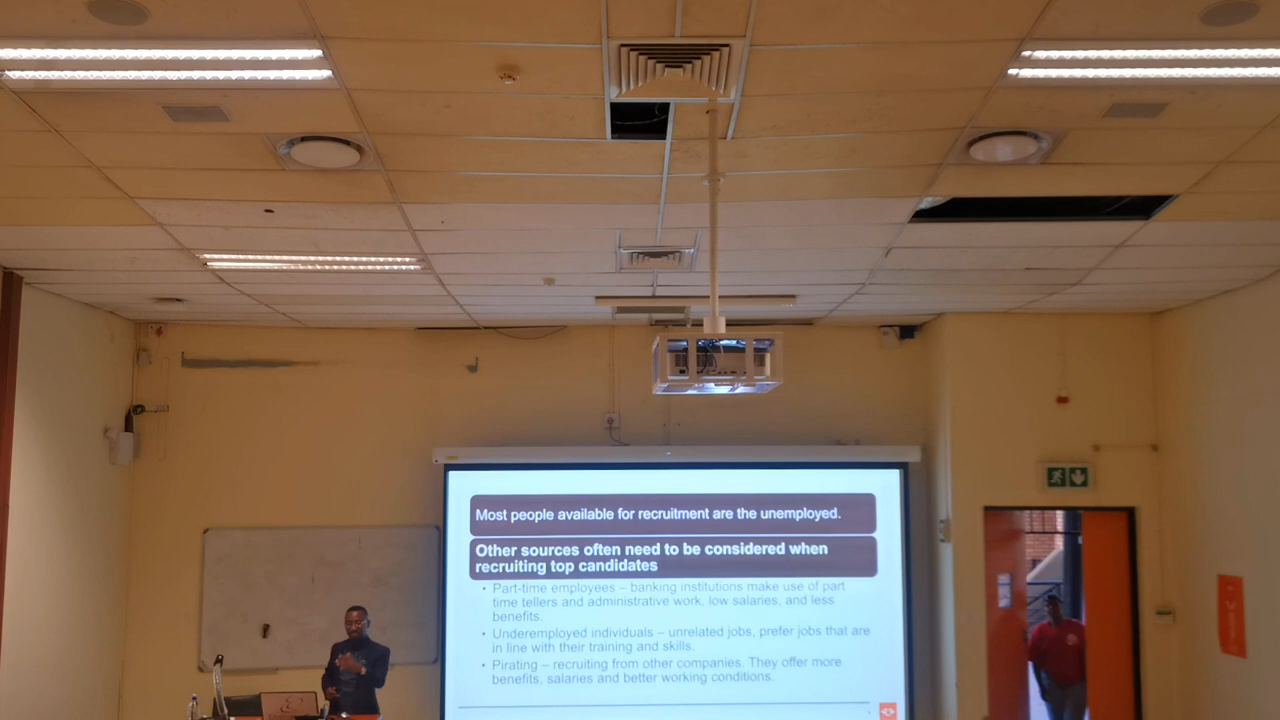 Most people available for recruitment are the unemployed.
Other sources often need to be considered when
recruiting top candidates
• Part-time employees – banking institutions make use of part
time tellers and administrative work, low salaries, and less
benefits.
• Underemployed individuals – unrelated jobs, prefer jobs that are
in line with their training and skills.
• Pirating – recruiting from other companies. They offer more
benefits, salaries and better working conditions.